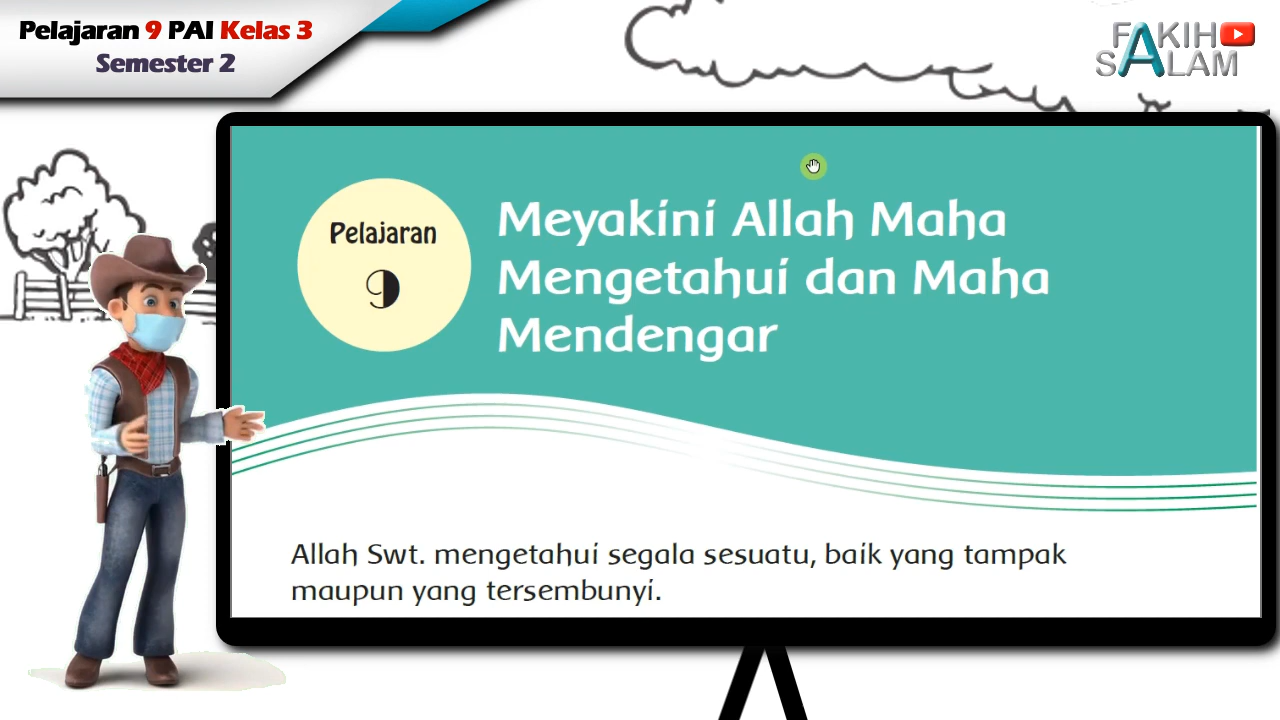 Pelajaran 9 PAI Kelas 3
Semester 2
FAKIH
SALAM
Pelajaran
9
Meyakini Allah Maha
Mengetahui dan Maha
Mendengar
Allah Swt. mengetahui segala sesuatu, baik yang tampak
maupun yang tersembunyi.